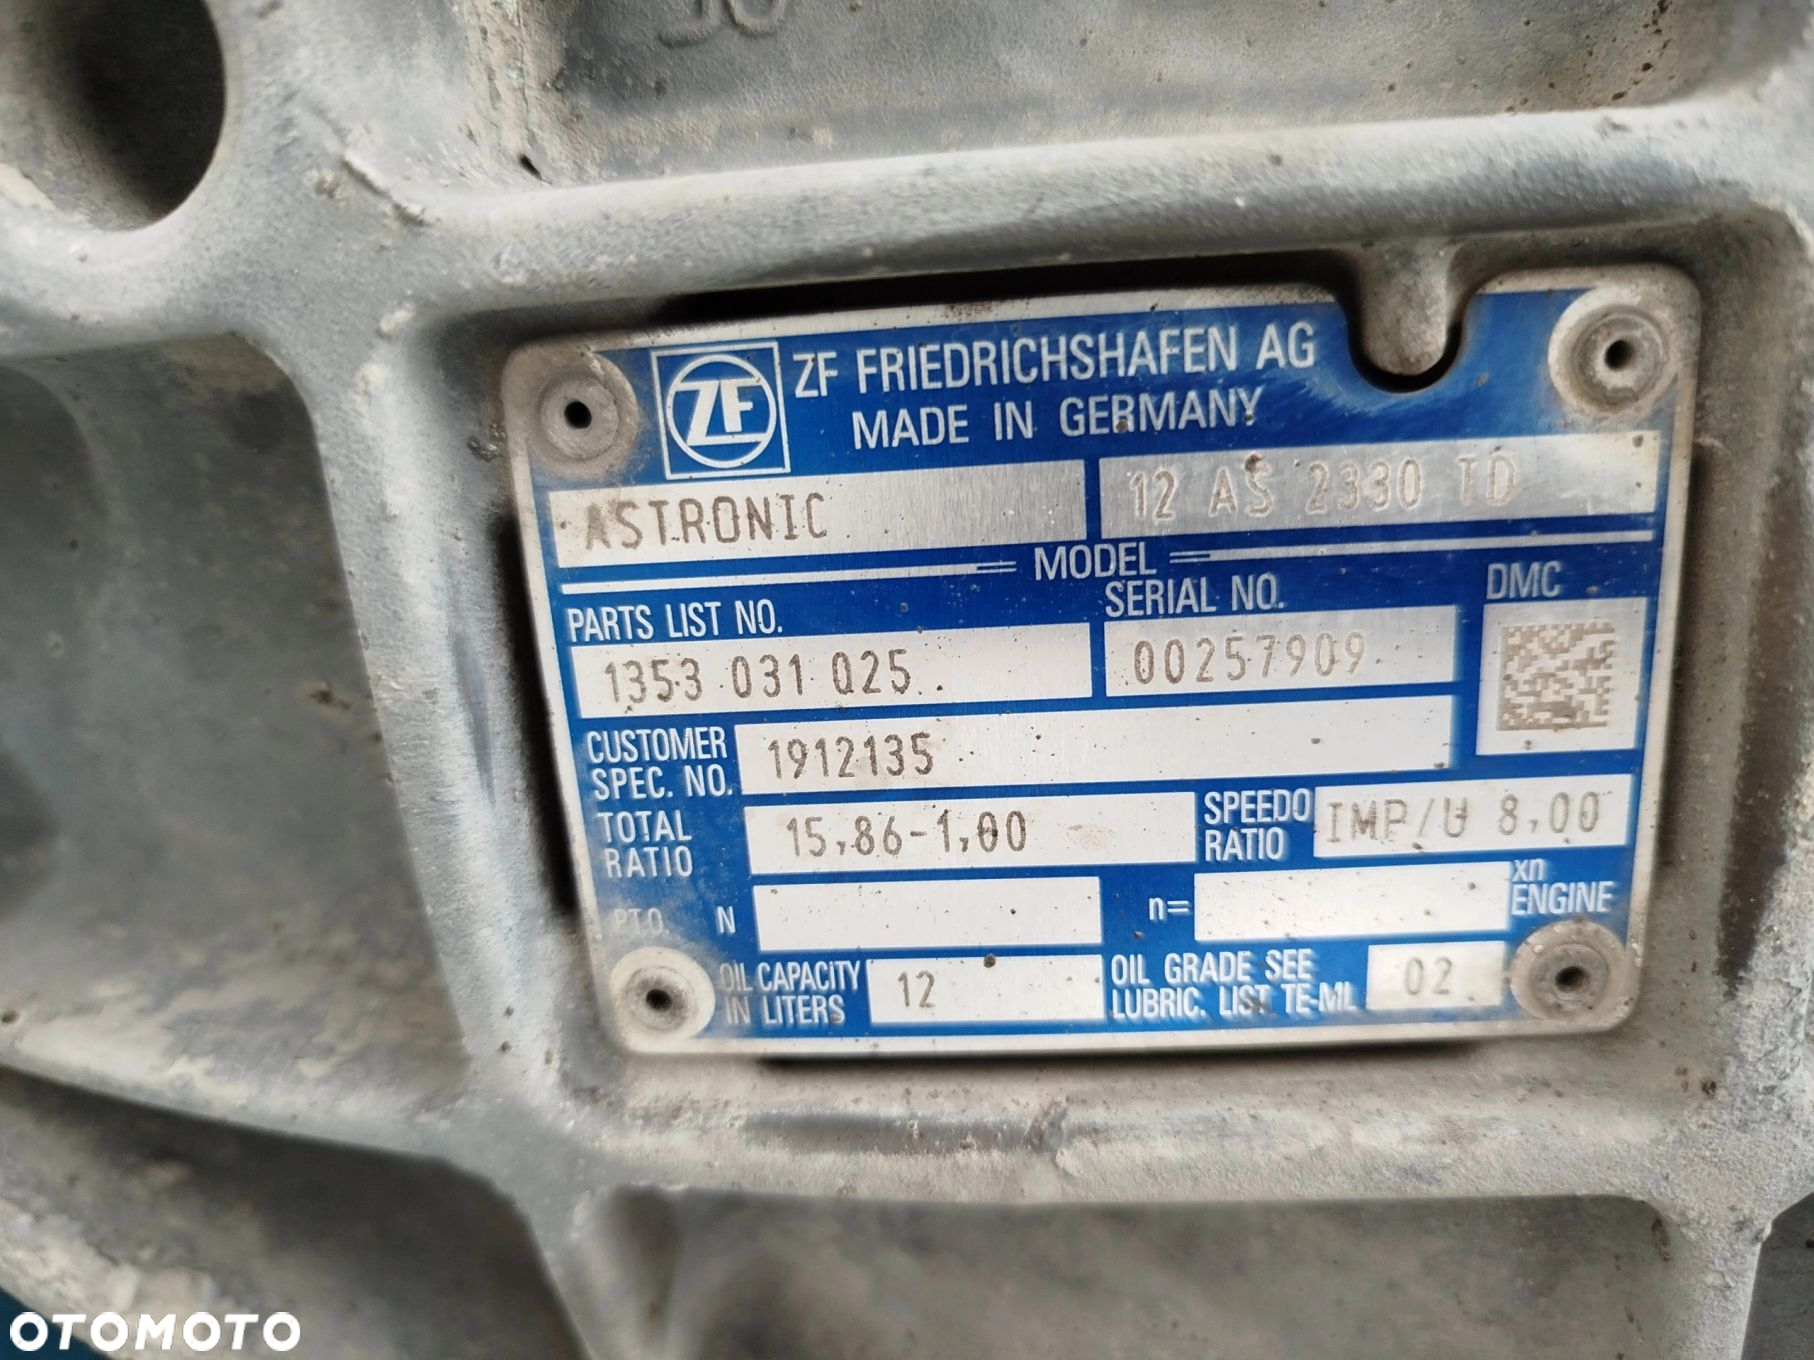 ZF
ZF FRIEDRICHSHAFEN AG
MADE IN GERMANY
ASTRONIC 12 AS 2330 TD
MODEL
PARTS LIST NO. SERIAL NO. DMC
1353 031 025 00257909
CUSTOMER SPEC. NO. 1912135
TOTAL RATIO 15,86-1,00 SPEEDO RATIO IMP/U 8,00
P.T.O. N n= xn ENGINE
OIL CAPACITY IN LITERS 12 OIL GRADE SEE LUBRIC. LIST TE-ML 02
OTOMOTO